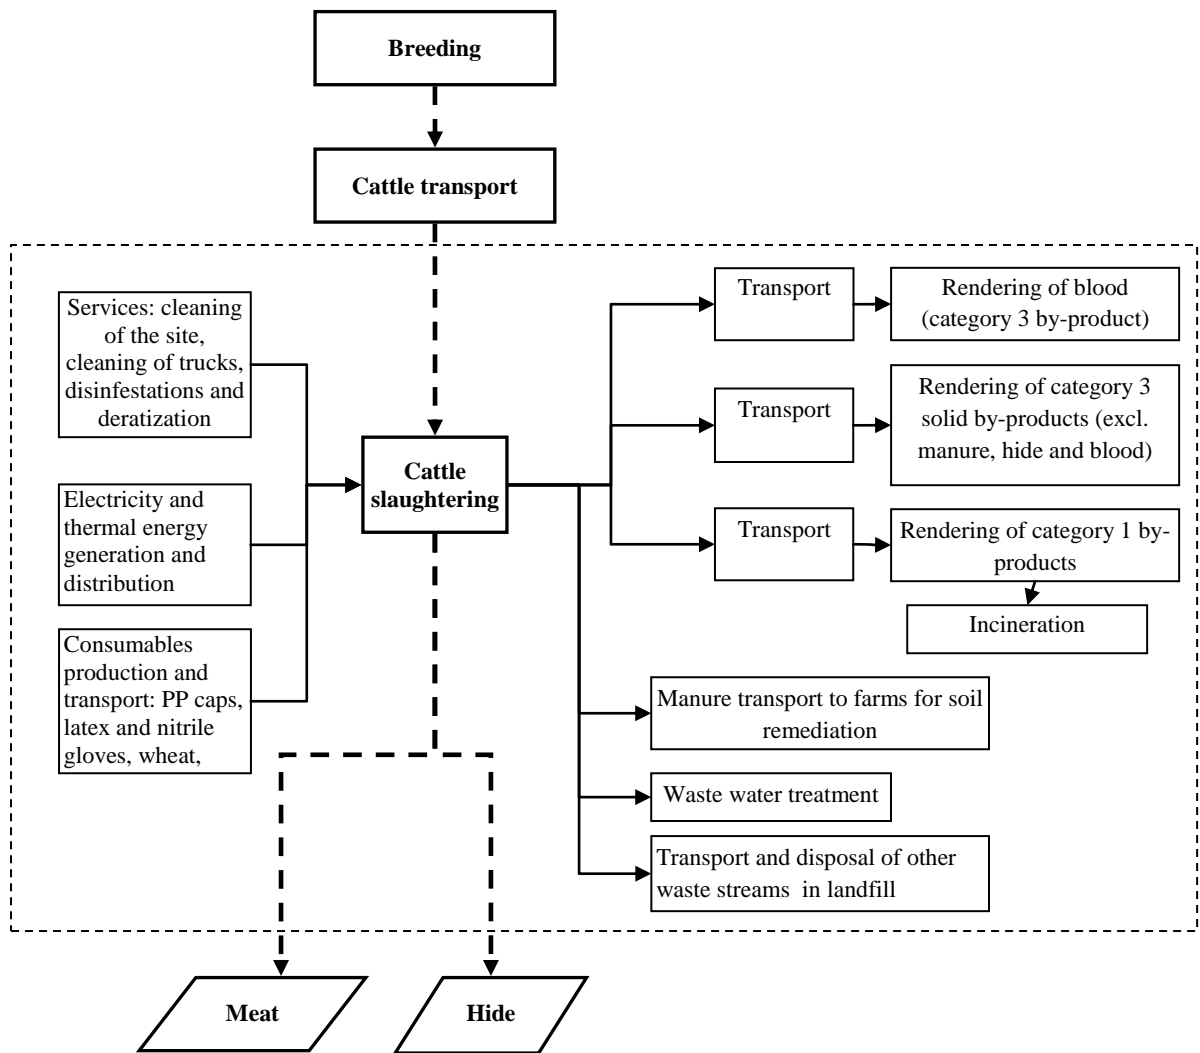 Breeding
Cattle transport
Services: cleaning
of the site,
cleaning of trucks,
disinfestations and
deratization
Electricity and
thermal energy
generation and
distribution
Consumables
production and
transport: PP caps,
latex and nitrile
gloves, wheat,
Cattle
slaughtering
Transport
Rendering of blood
(category 3 by-product)
Transport
Rendering of category 3
solid by-products (excl.
manure, hide and blood)
Transport
Rendering of category 1 by-
products
Incineration
Manure transport to farms for soil
remediation
Waste water treatment
Transport and disposal of other
waste streams in landfill
Meat
Hide